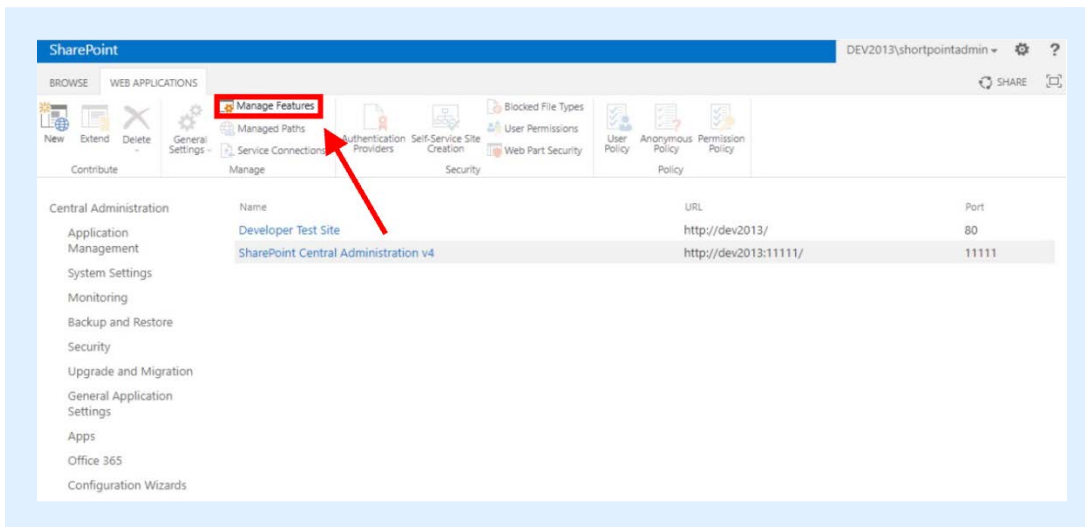 SharePoint
DEV2013\shortpointadmin
?
BROWSE WEB APPLICATIONS
SHARE
New
Extend
Delete
General
Settings
Manage Features
Managed Paths
Service Connections
Authentication
Providers
Self-Service Site
Creation
Blocked File Types
User Permissions
Web Part Security
User
Policy
Anonymous
Policy
Permission
Policy
Contribute
Manage
Security
Policy
Central Administration
Application
Management
System Settings
Monitoring
Backup and Restore
Security
Upgrade and Migration
General Application
Settings
Apps
Office 365
Configuration Wizards
Name URL Port
Developer Test Site http://dev2013/ 80
SharePoint Central Administration v4 http://dev2013:11111/ 11111